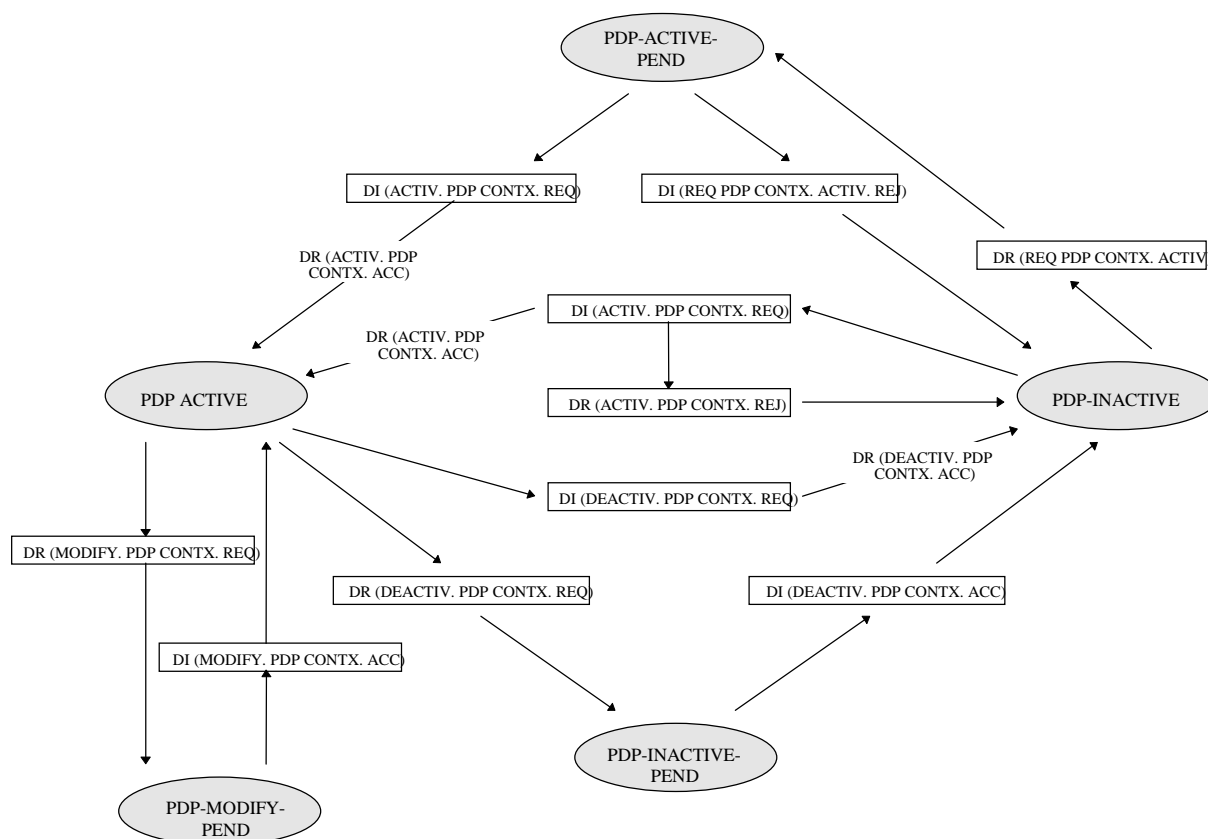 PDP-ACTIVE-
PEND
DI (ACTIV. PDP CONTX. REQ)
DI (REQ PDP CONTX. ACTIV. REJ)
DR (ACTIV. PDP
CONTX. ACC)
DR (REQ PDP CONTX. ACTIV
DI (ACTIV. PDP CONTX. REQ)
DR (ACTIV. PDP
CONTX. ACC)
PDP ACTIVE
DR (ACTIV. PDP CONTX. REJ)
PDP-INACTIVE
DR (DEACTIV. PDP
CONTX. ACC)
DI (DEACTIV. PDP CONTX. REQ)
DR (MODIFY. PDP CONTX. REQ)
DR (DEACTIV. PDP CONTX. REQ)
DI (DEACTIV. PDP CONTX. ACC)
DI (MODIFY. PDP CONTX. ACC)
PDP-INACTIVE-
PEND
PDP-MODIFY-
PEND